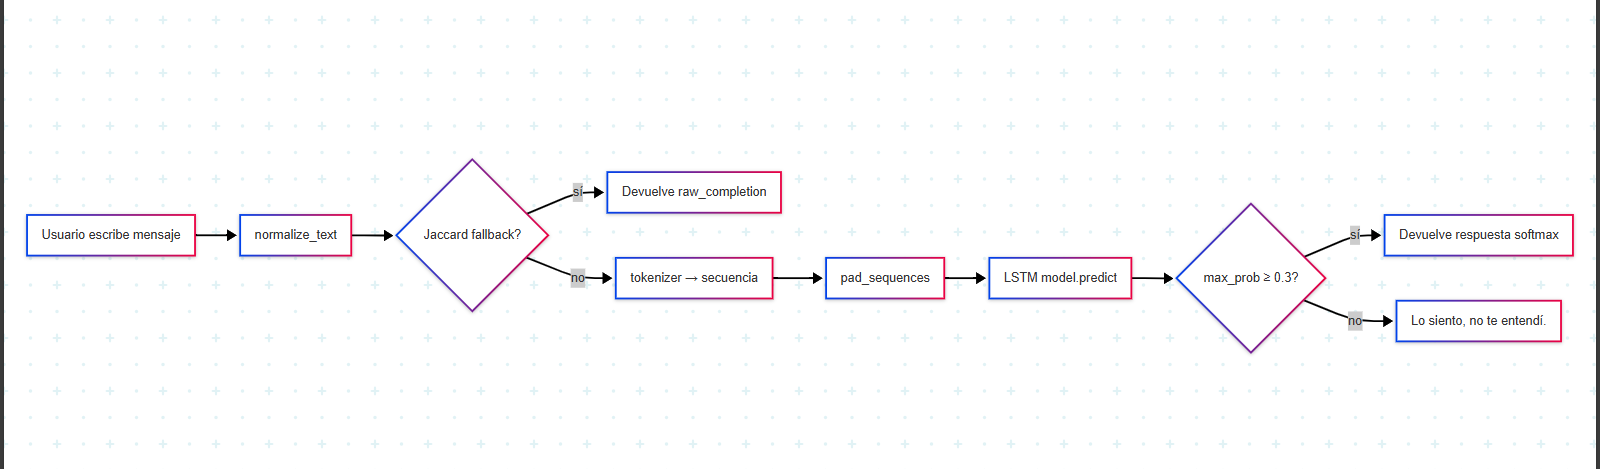 Usuario escribe mensaje
normalize_text
Jaccard fallback?
sí
Devuelve raw_completion
no
tokenizer → secuencia
pad_sequences
LSTM model.predict
max_prob ≥ 0.3?
sí
Devuelve respuesta softmax
no
Lo siento, no te entendí.